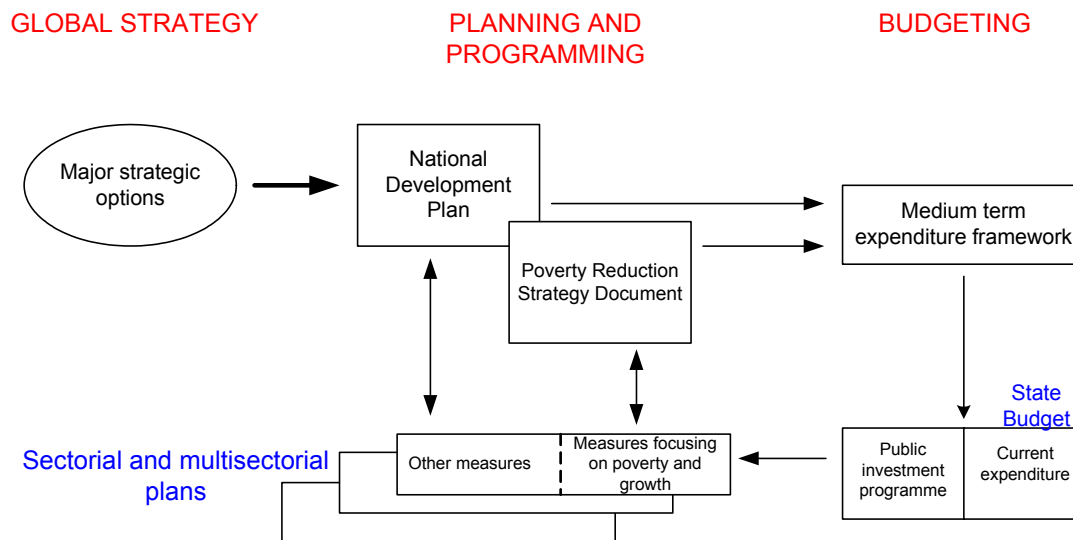 GLOBAL STRATEGY
PLANNING AND
PROGRAMMING
BUDGETING
Major strategic
options
National
Development
Plan
Poverty Reduction
Strategy Document
Medium term
expenditure framework
State
Budget
Sectorial and multisectorial
plans
Other measures
Measures focusing
on poverty and
growth
Public
investment
programme
Current
expenditure